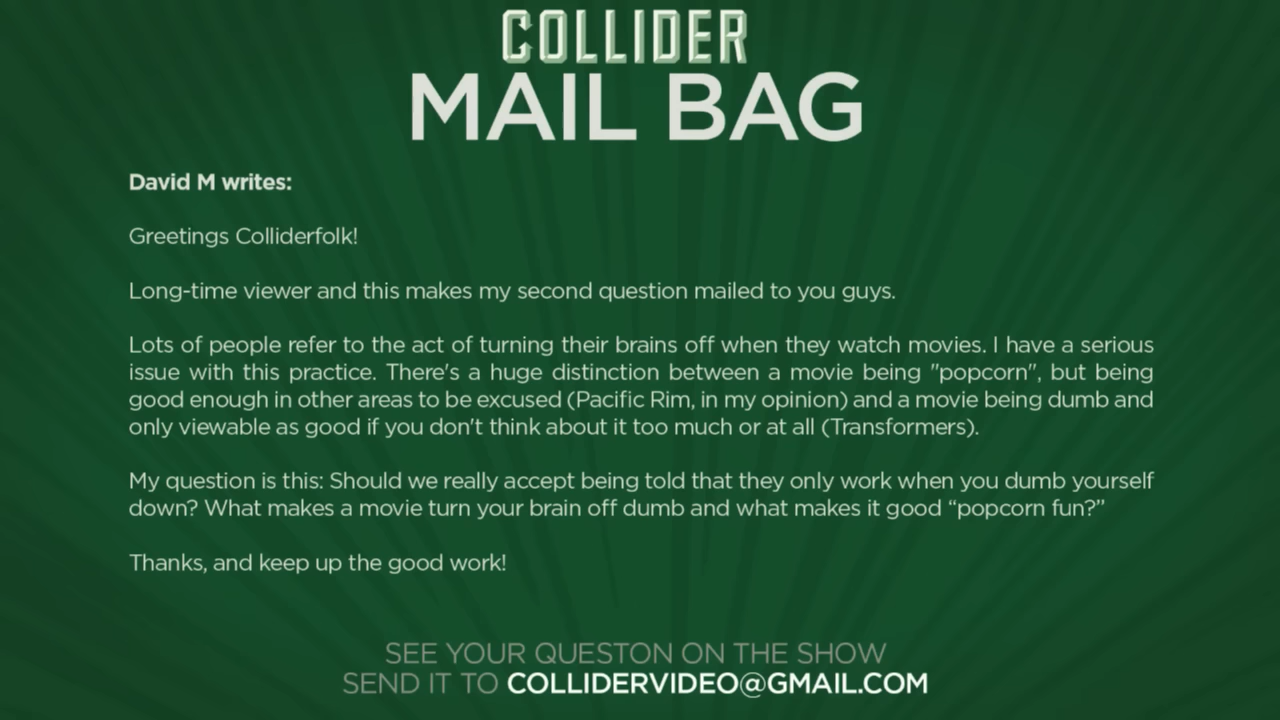 COLLIDER
MAIL BAG
David M writes:
Greetings Colliderfolk!
Long-time viewer and this makes my second question mailed to you guys.
Lots of people refer to the act of turning their brains off when they watch movies. I have a serious
issue with this practice. There's a huge distinction between a movie being "popcorn", but being
good enough in other areas to be excused (Pacific Rim, in my opinion) and a movie being dumb and
only viewable as good if you don't think about it too much or at all (Transformers).
My question is this: Should we really accept being told that they only work when you dumb yourself
down? What makes a movie turn your brain off dumb and what makes it good “popcorn fun?”
Thanks, and keep up the good work!
SEE YOUR QUESTON ON THE SHOW
SEND IT TO COLLIDERVIDEO@GMAIL.COM